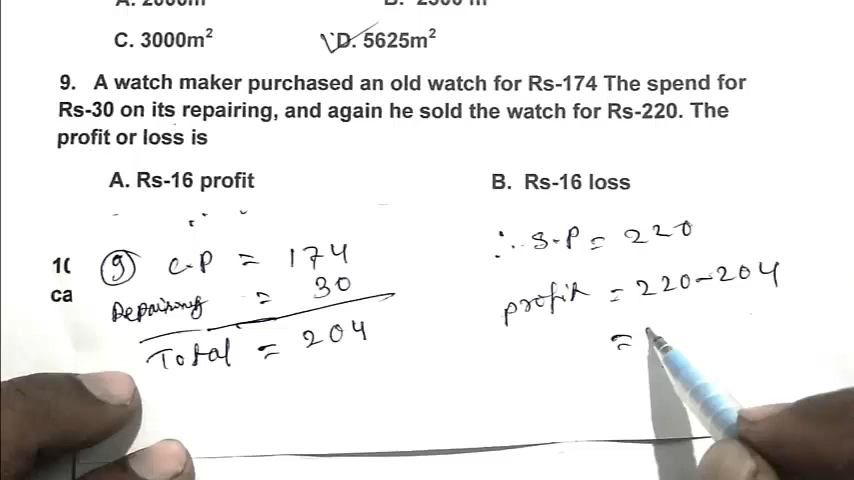 C. 3000m² D. 5625m²
9. A watch maker purchased an old watch for Rs-174 The spend for
Rs-30 on its repairing, and again he sold the watch for Rs-220. The
profit or loss is
A. Rs-16 profit B. Rs-16 loss
10
ca
9 C.P = 174
Repairing = 30
Total = 204
∴ S.P = 220
profit = 220-204
=